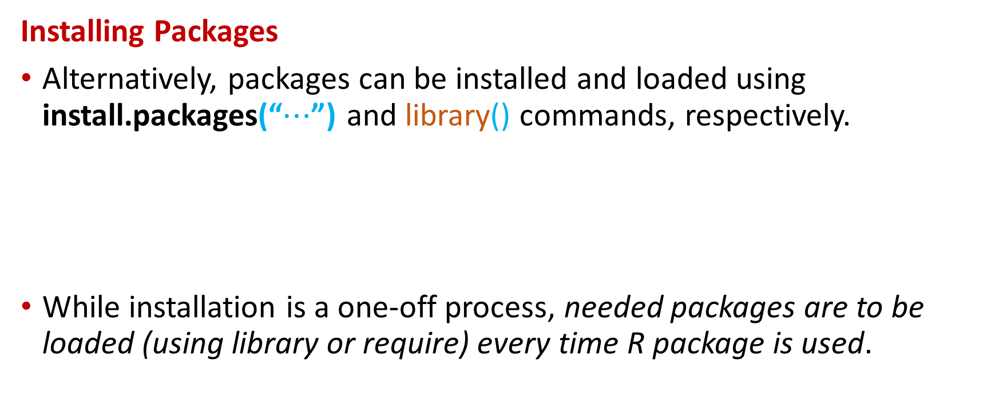 Installing Packages
• Alternatively, packages can be installed and loaded using
install.packages(“⋯”) and library() commands, respectively.
• While installation is a one-off process, needed packages are to be
loaded (using library or require) every time R package is used.